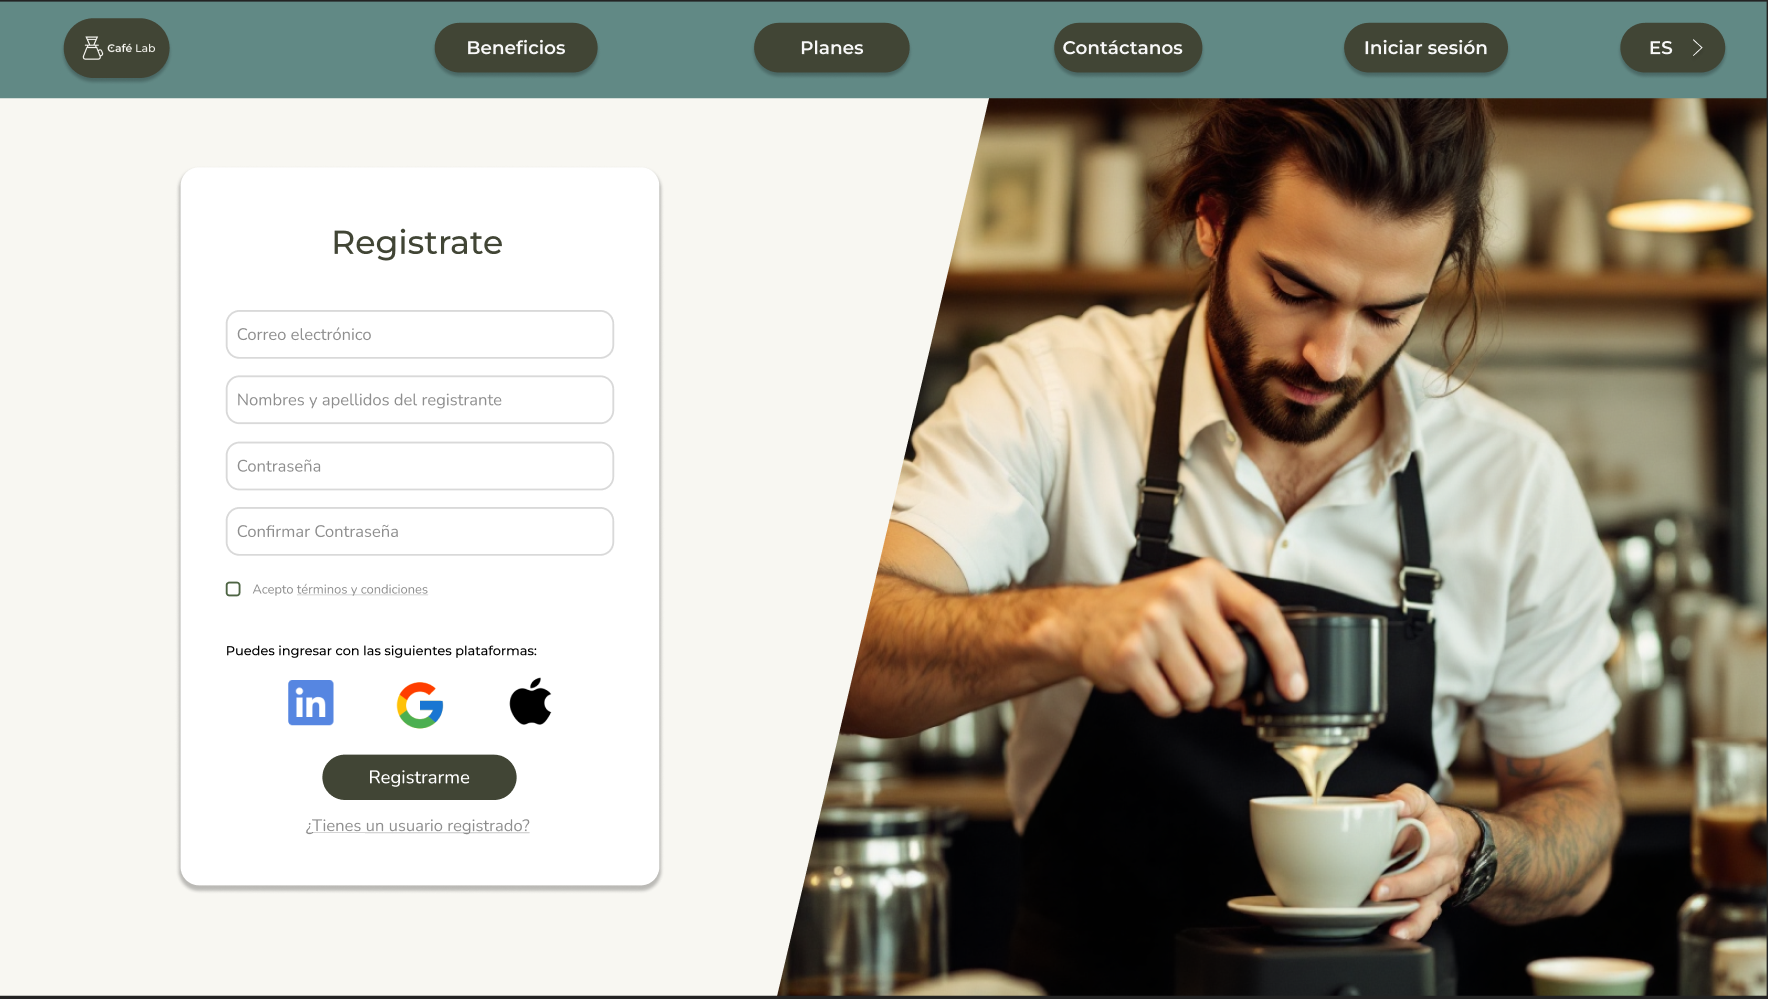 Café Lab
Beneficios
Planes
Contáctanos
Iniciar sesión
ES
Registrate
Correo electrónico
Nombres y apellidos del registrante
Contraseña
Confirmar Contraseña
Acepto términos y condiciones
Puedes ingresar con las siguientes plataformas:
in
G
Registrarme
¿Tienes un usuario registrado?